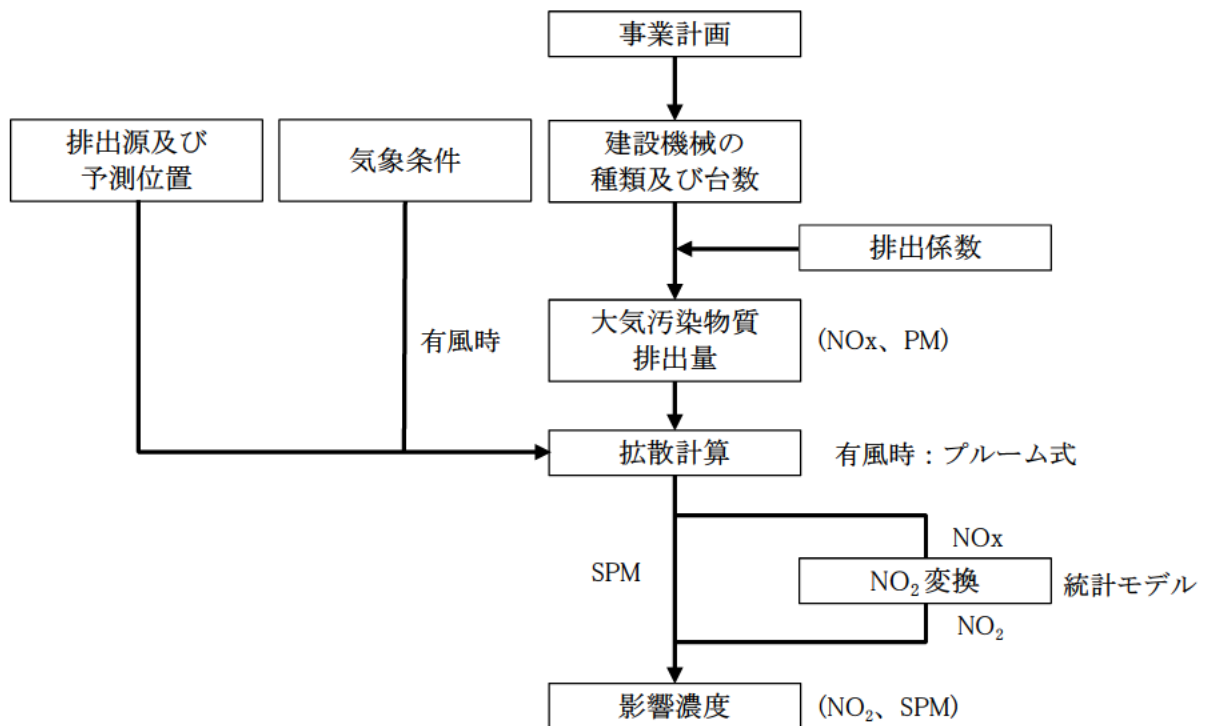 事業計画
排出源及び
予測位置
気象条件
建設機械の
種類及び台数
排出係数
大気汚染物質
排出量
(NOx、PM)
有風時
拡散計算
有風時：プルーム式
NOx
SPM
NO₂変換
統計モデル
NO₂
影響濃度
(NO₂、SPM)